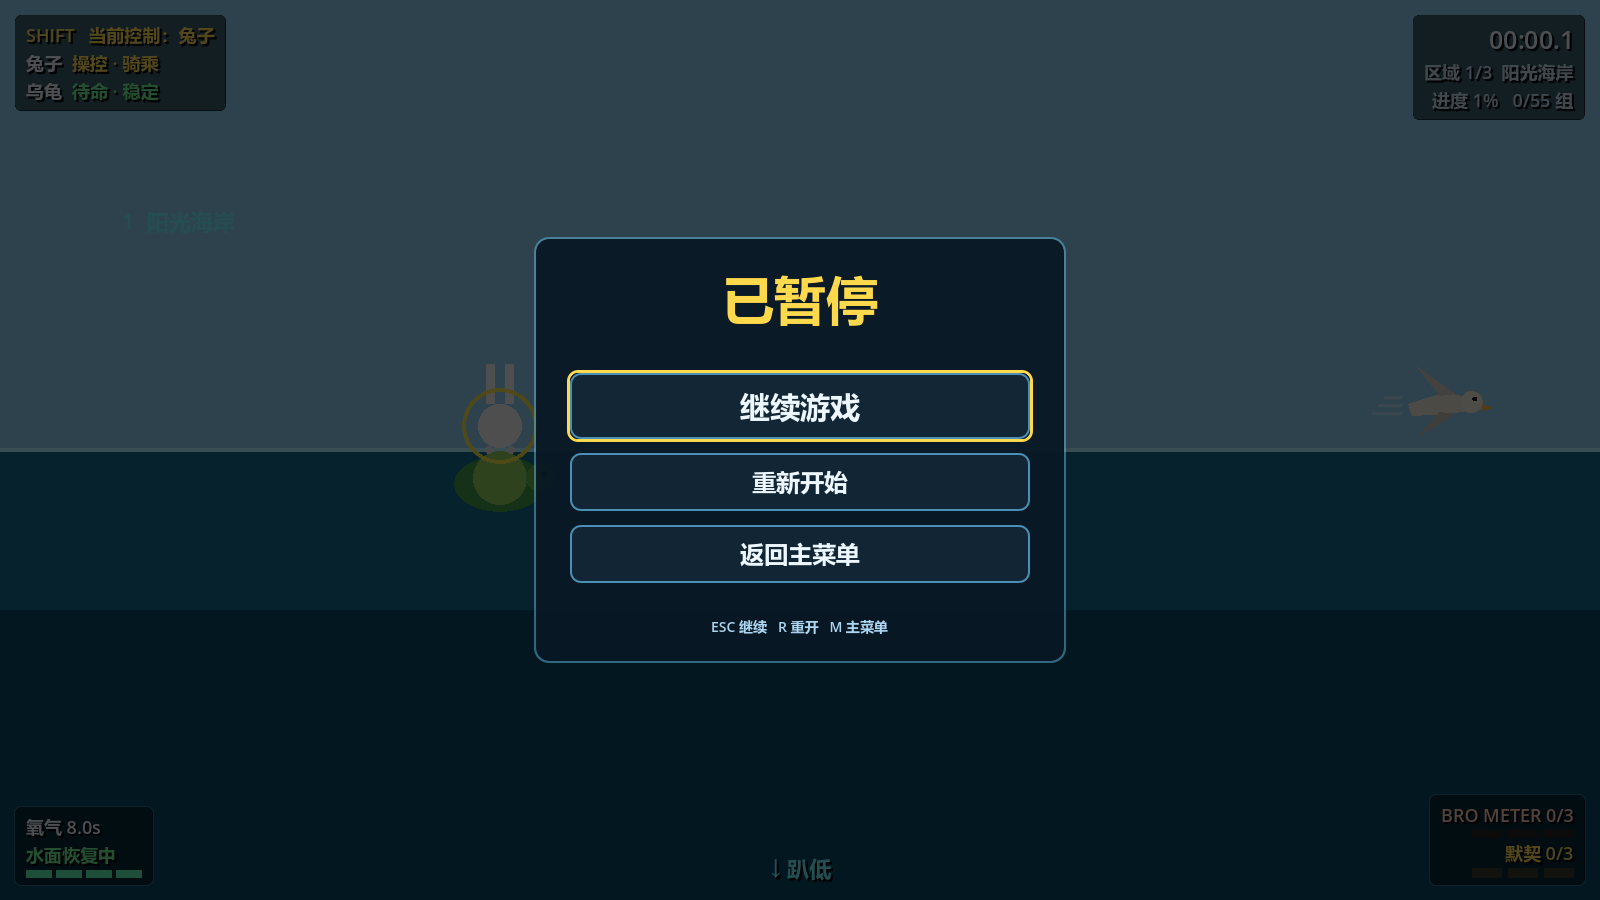 SHIFT 当前控制：兔子
兔子 操控 · 骑乘
乌龟 待命 · 稳定
00:00.1
区域 1/3 阳光海岸
进度 1% 0/55 组
1 阳光海岸
已暂停
继续游戏
重新开始
返回主菜单
ESC 继续 R 重开 M 主菜单
氧气 8.0s
水面恢复中
↓ 趴低
BRO METER 0/3
默契 0/3